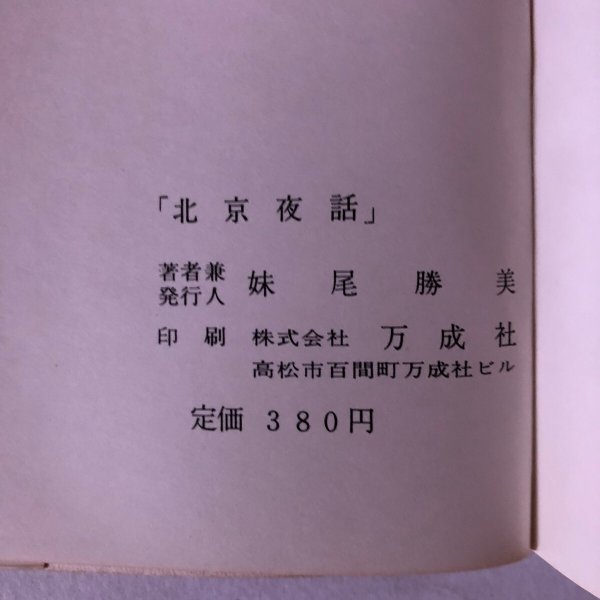 「北京夜話」
著者兼
発行人 妹尾勝美
印刷 株式会社 万成社
高松市百間町万成社ビル
定価 380円